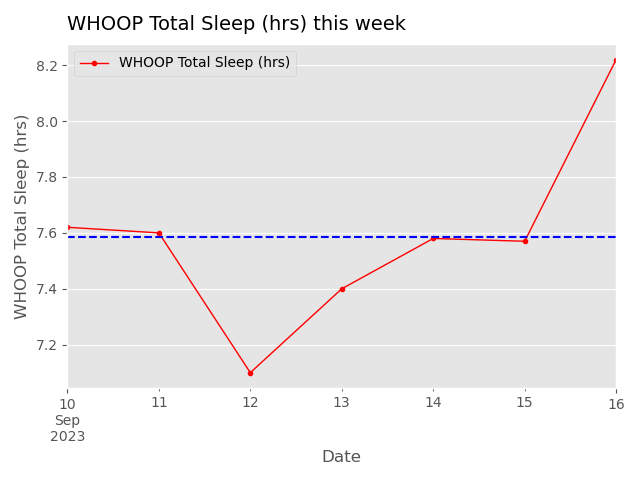 WHOOP Total Sleep (hrs) this week
WHOOP Total Sleep (hrs)
WHOOP Total Sleep (hrs)
8.2
8.0
7.8
7.6
7.4
7.2
10 11 12 13 14 15 16
Sep
2023
Date